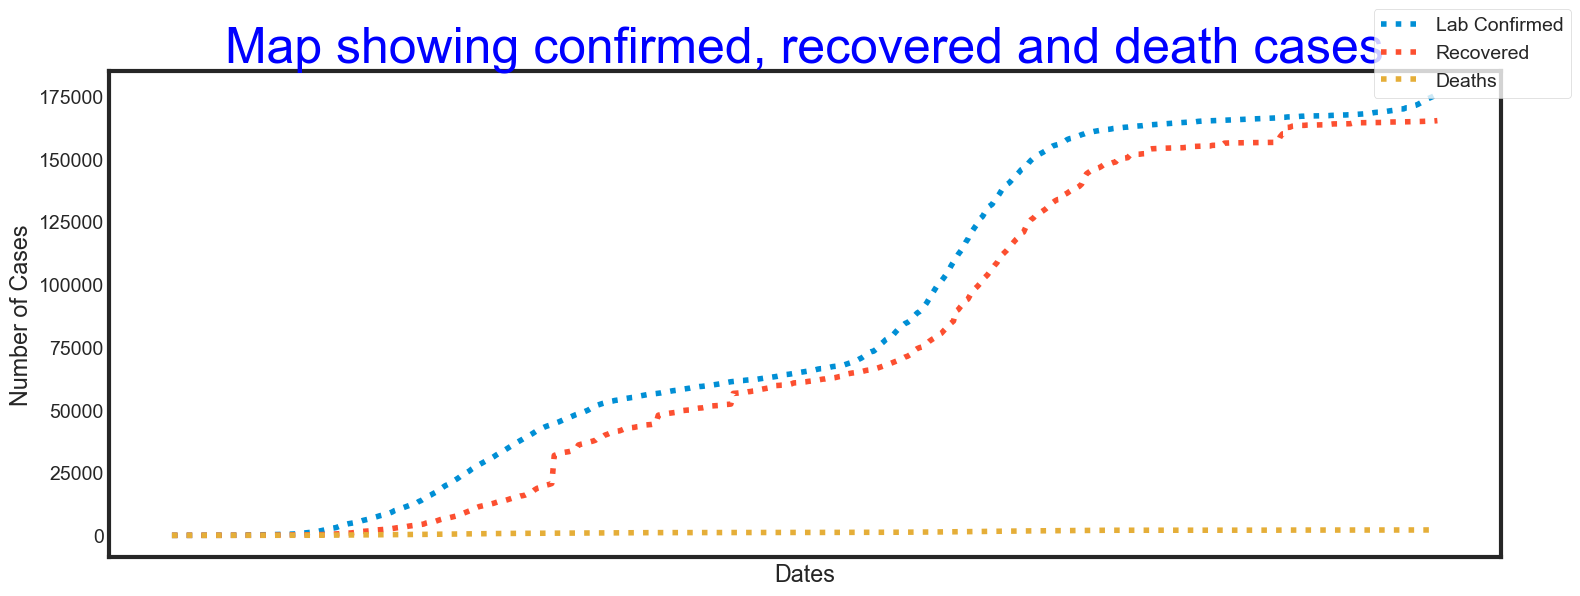 Map showing confirmed, recovered and death cases
Lab Confirmed
Recovered
Deaths
175000
150000
125000
100000
75000
50000
25000
0
Number of Cases
Dates